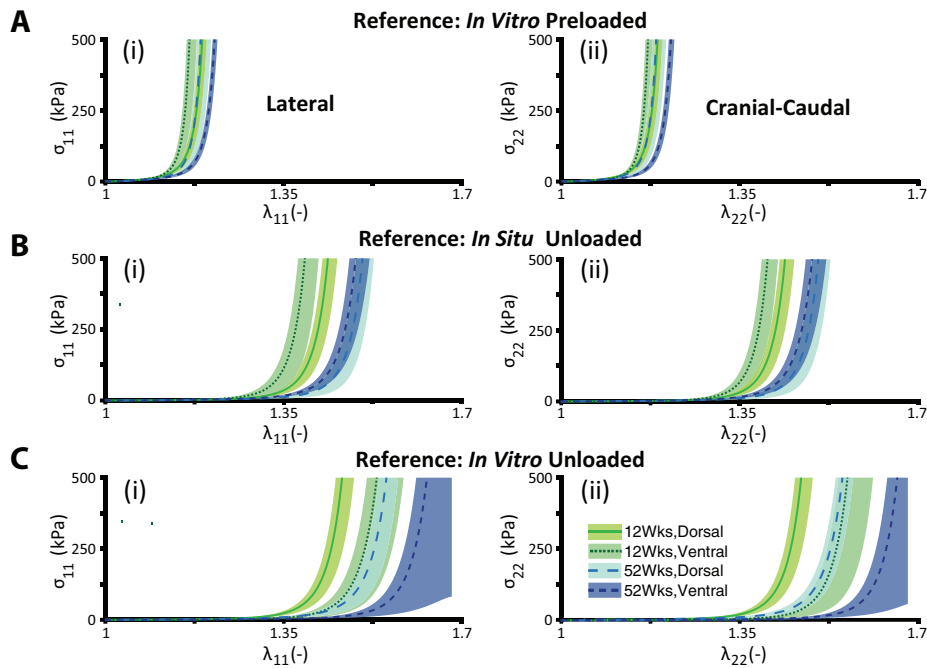 A
Reference: In Vitro Preloaded
(i)
(ii)
σ11 (kPa)
500
250
0
Lateral
1
1.35
1.7
λ11(-)
σ22 (kPa)
500
250
0
Cranial-Caudal
1
1.35
1.7
λ22(-)
B
Reference: In Situ Unloaded
(i)
(ii)
σ11 (kPa)
500
250
0
1
1.35
1.7
λ11(-)
σ22 (kPa)
500
250
0
1
1.35
1.7
λ22(-)
C
Reference: In Vitro Unloaded
(i)
(ii)
σ11 (kPa)
500
250
0
1
1.35
1.7
λ11(-)
σ22 (kPa)
500
250
0
12Wks,Dorsal
12Wks,Ventral
52Wks,Dorsal
52Wks,Ventral
1
1.35
1.7
λ22(-)